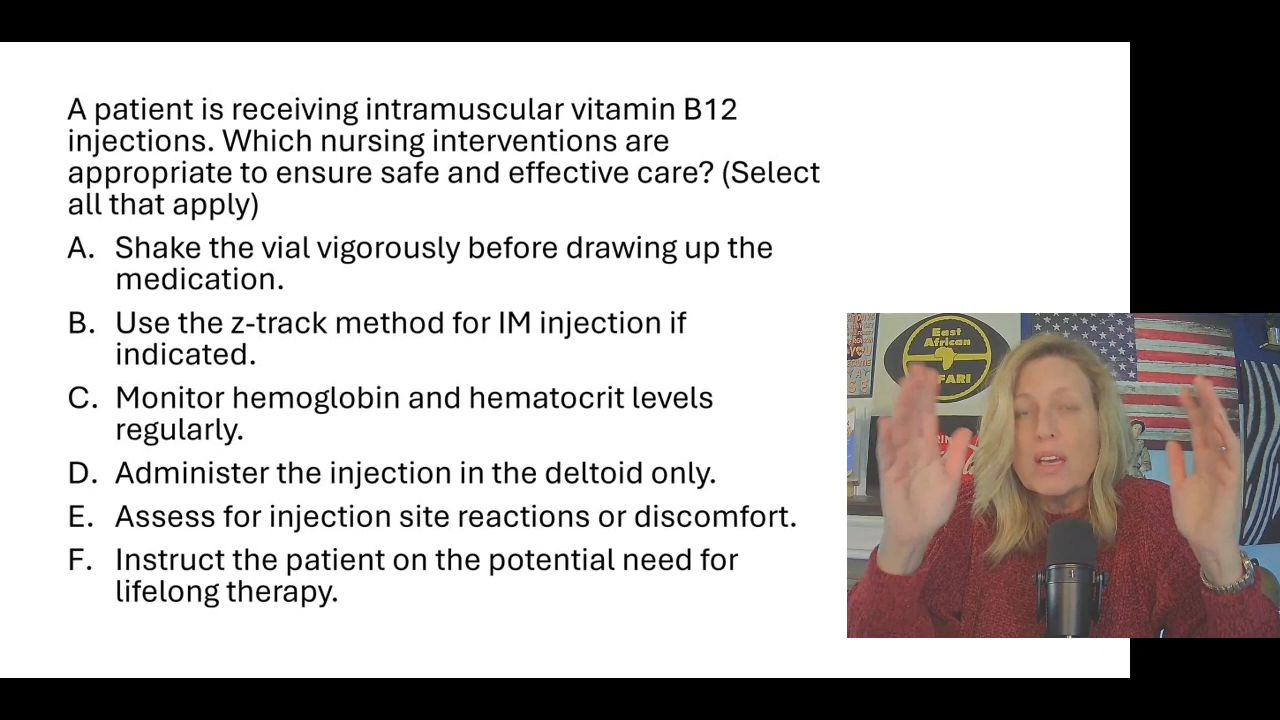 A patient is receiving intramuscular vitamin B12
injections. Which nursing interventions are
appropriate to ensure safe and effective care? (Select
all that apply)
A. Shake the vial vigorously before drawing up the
medication.
B. Use the z-track method for IM injection if
indicated.
C. Monitor hemoglobin and hematocrit levels
regularly.
D. Administer the injection in the deltoid only.
E. Assess for injection site reactions or discomfort.
F. Instruct the patient on the potential need for
lifelong therapy.
East
African